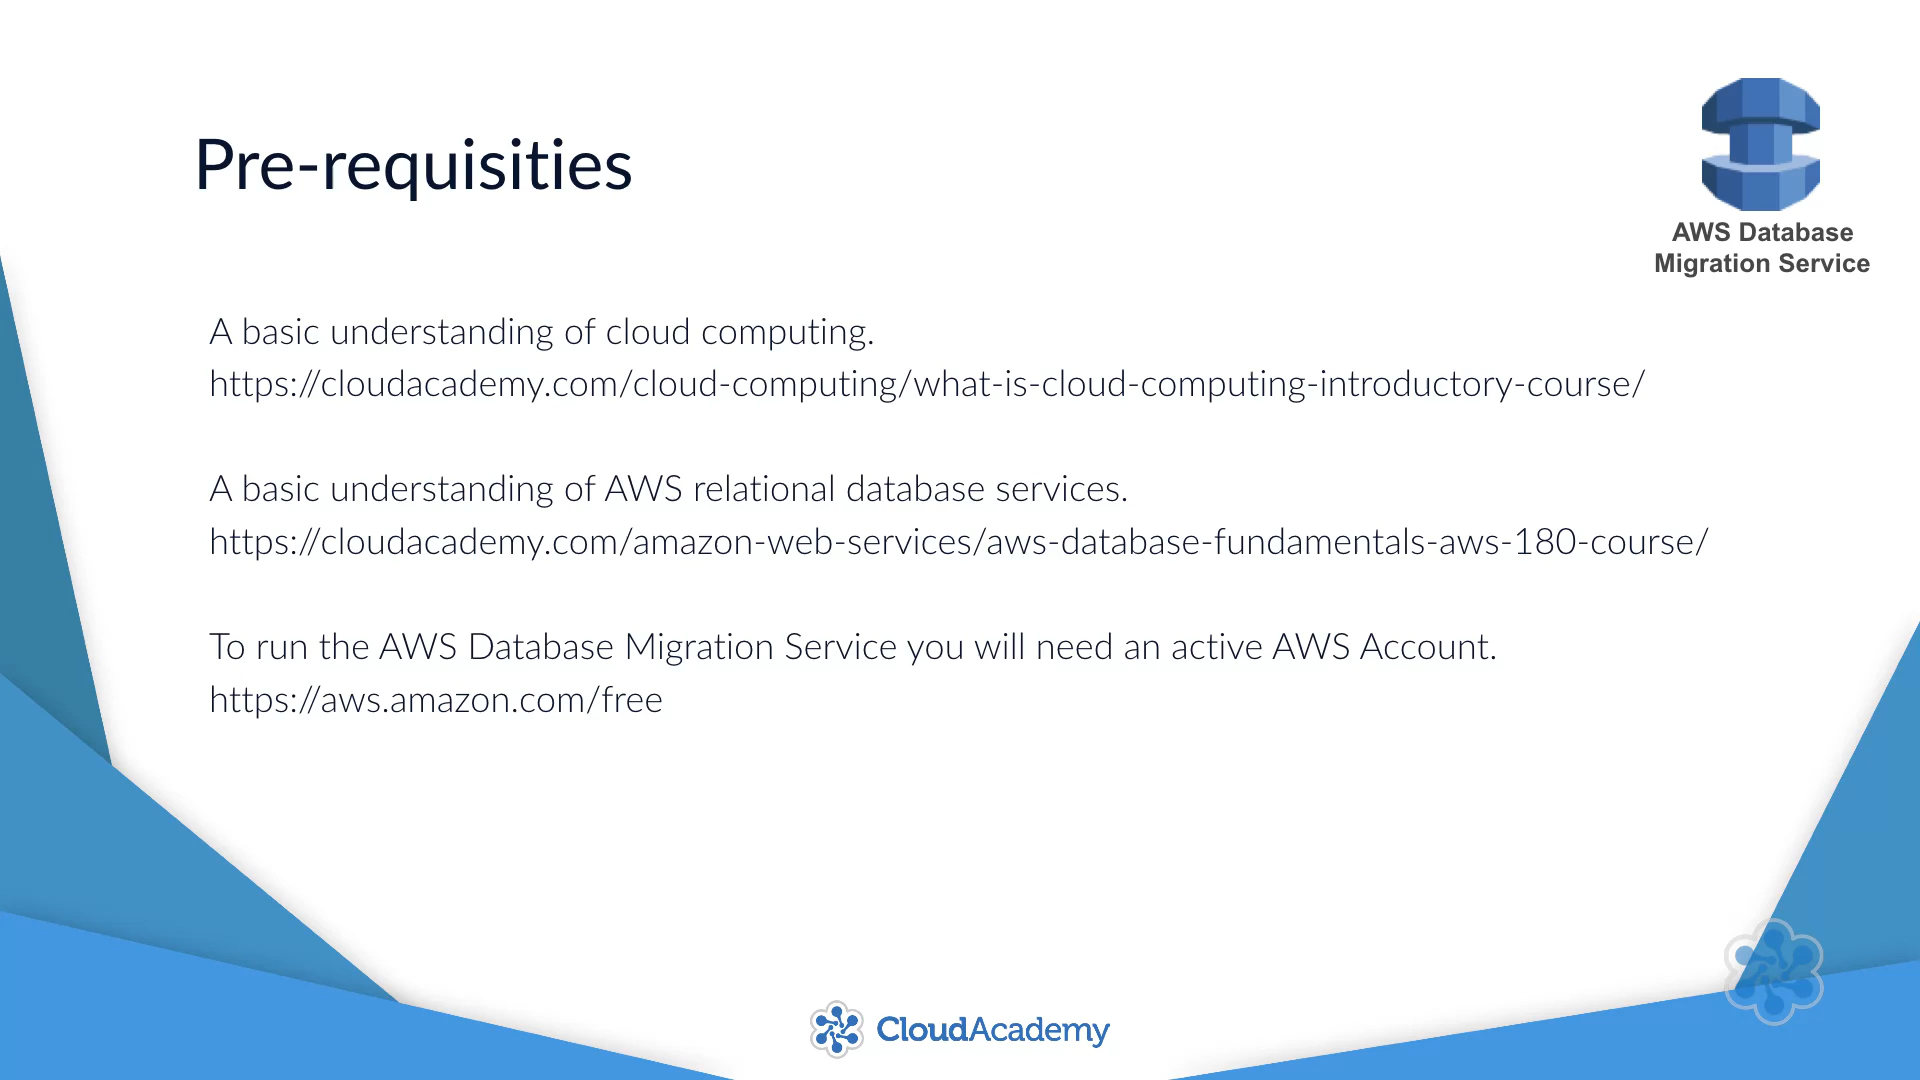 Pre-requisities
AWS Database
Migration Service
A basic understanding of cloud computing.
https://cloudacademy.com/cloud-computing/what-is-cloud-computing-introductory-course/
A basic understanding of AWS relational database services.
https://cloudacademy.com/amazon-web-services/aws-database-fundamentals-aws-180-course/
To run the AWS Database Migration Service you will need an active AWS Account.
https://aws.amazon.com/free
CloudAcademy